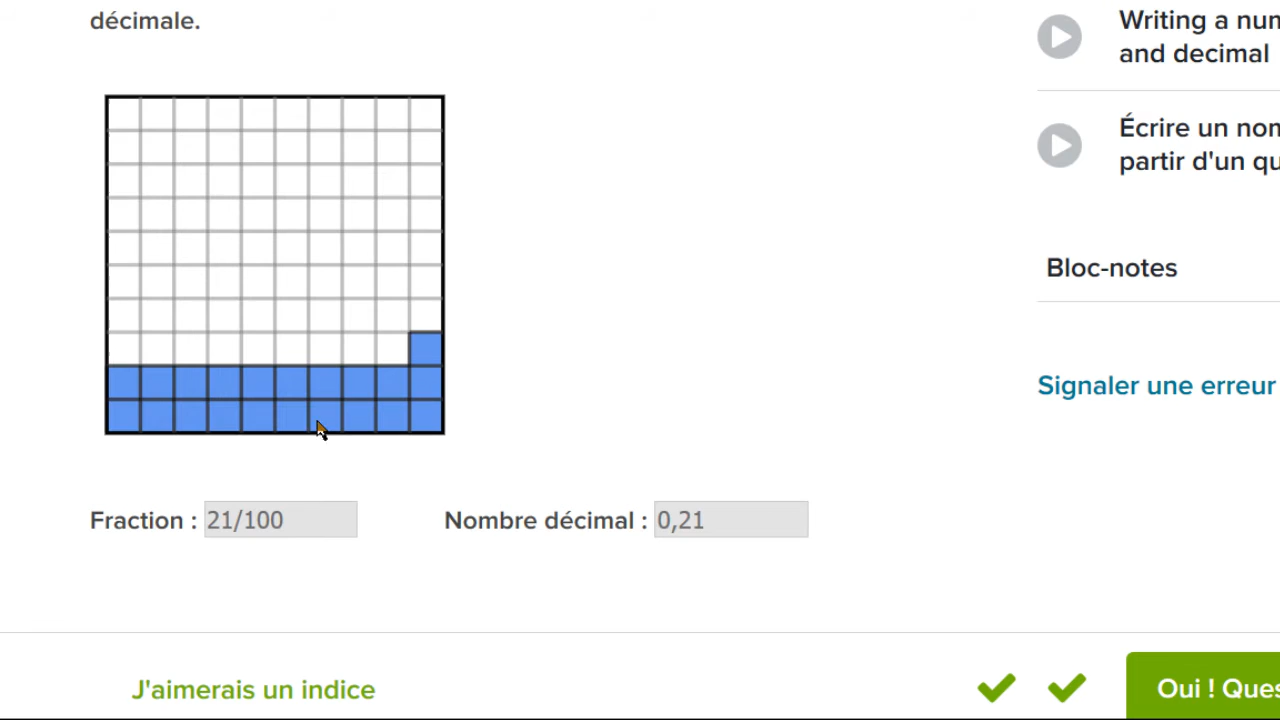 décimale.
Writing a num
and decimal
Écrire un nom
partir d'un qu
Bloc-notes
Signaler une erreur
Fraction : 21/100
Nombre décimal : 0,21
J'aimerais un indice
Oui ! Ques